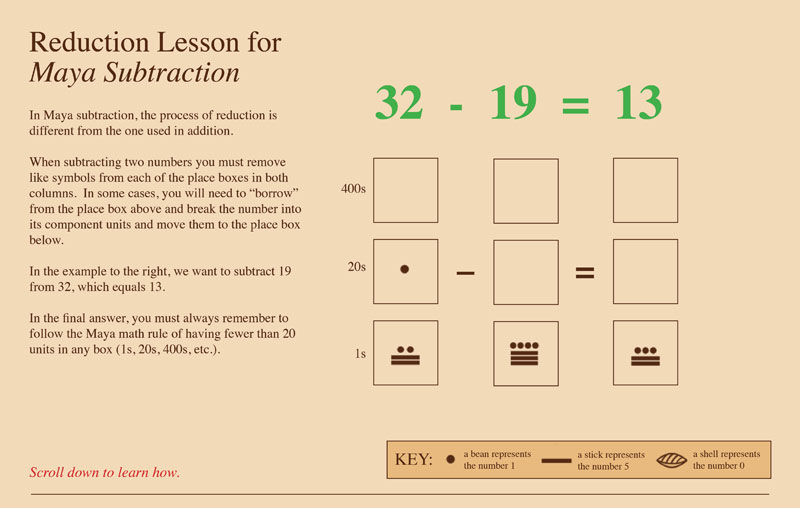 Reduction Lesson for
Maya Subtraction
In Maya subtraction, the process of reduction is
different from the one used in addition.
When subtracting two numbers you must remove
like symbols from each of the place boxes in both
columns.  In some cases, you will need to “borrow”
from the place box above and break the number into
its component units and move them to the place box
below.
In the example to the right, we want to subtract 19
from 32, which equals 13.
In the final answer, you must always remember to
follow the Maya math rule of having fewer than 20
units in any box (1s, 20s, 400s, etc.).
Scroll down to learn how.
32 - 19 = 13
400s
20s
– =
1s
KEY:
a bean represents
the number 1
a stick represents
the number 5
a shell represents
the number 0